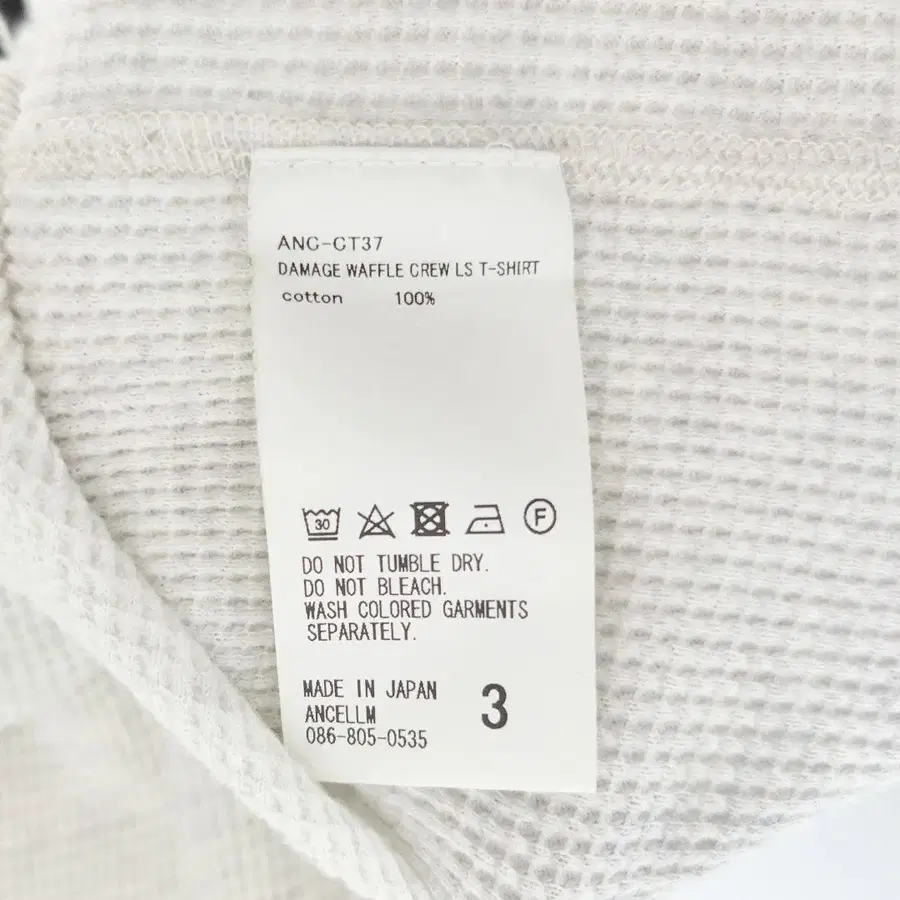 ANC-CT37
DAMAGE WAFFLE CREW LS T-SHIRT
cotton 100%
30 F
DO NOT TUMBLE DRY.
DO NOT BLEACH.
WASH COLORED GARMENTS
SEPARATELY.
MADE IN JAPAN
ANCELLM
086-805-0535
3